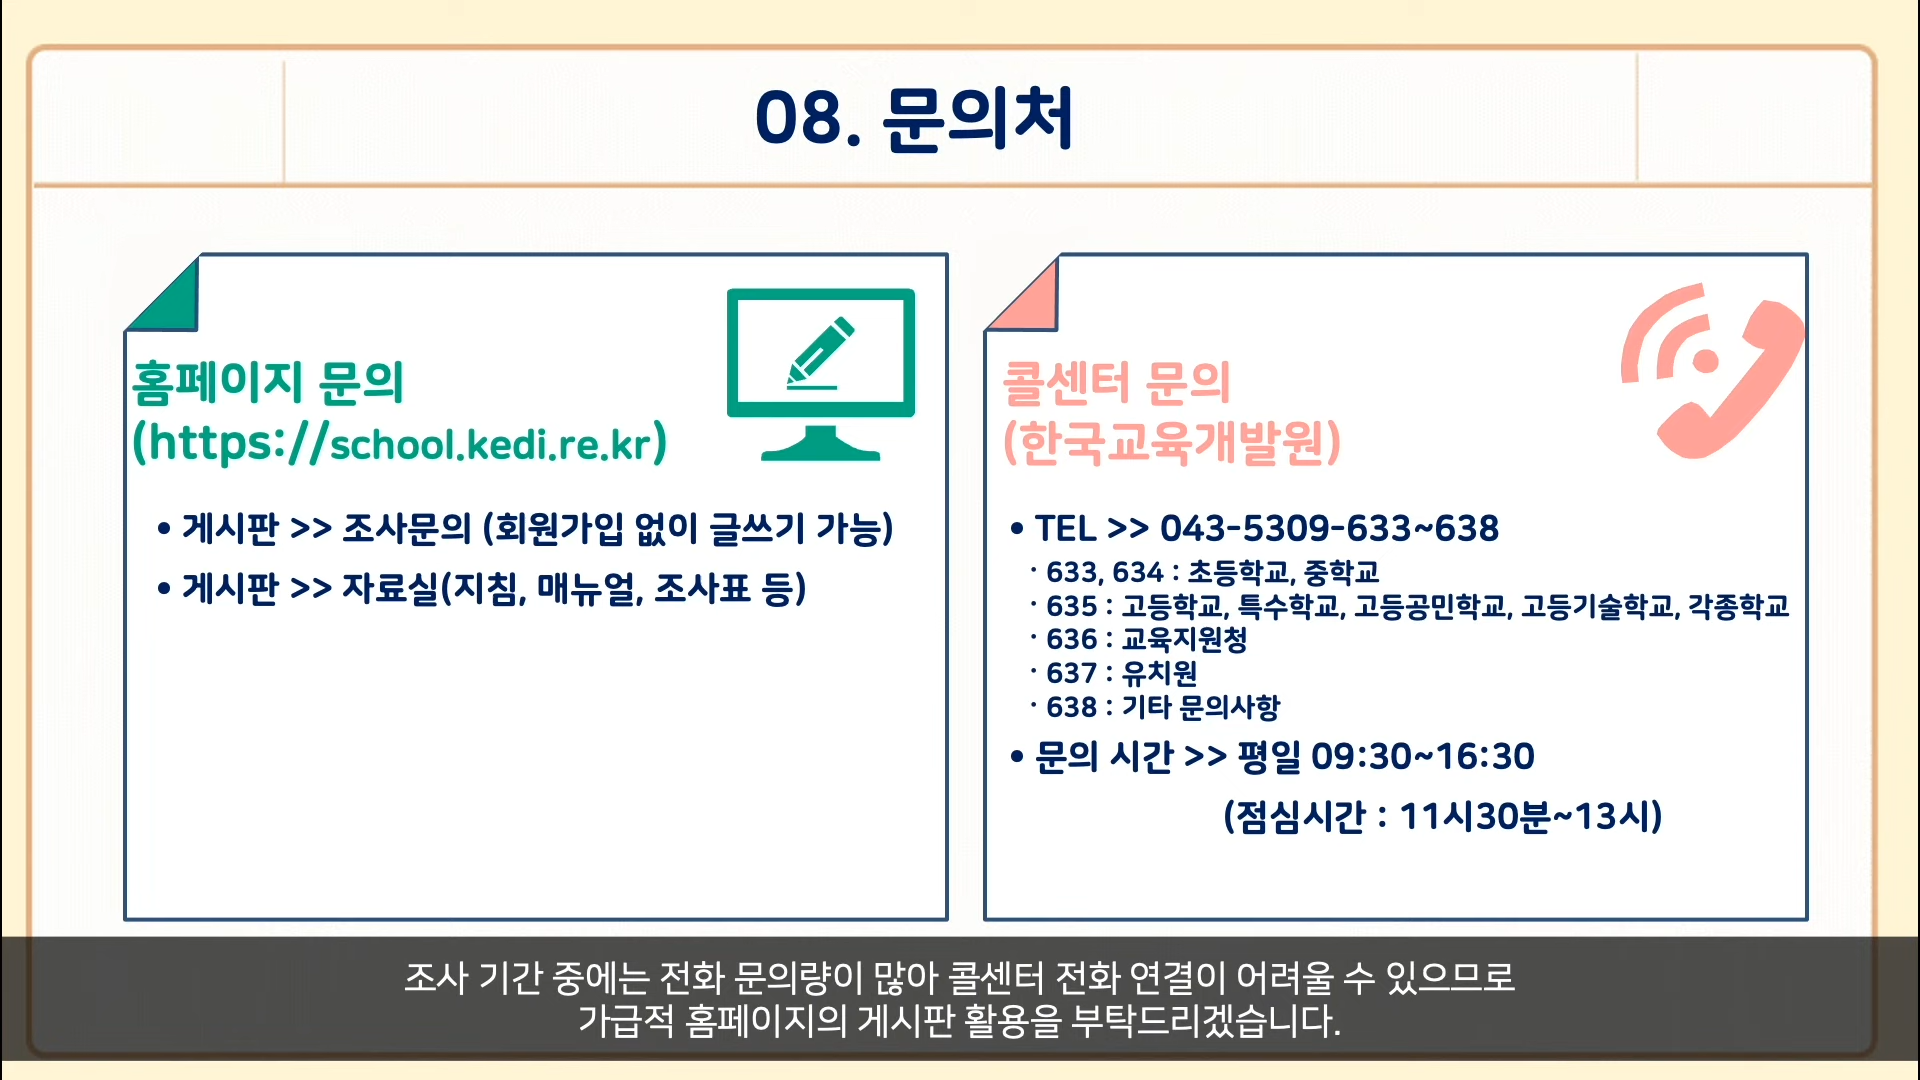 08. 문의처
홈페이지 문의
(https://school.kedi.re.kr)
• 게시판 >> 조사문의 (회원가입 없이 글쓰기 가능)
• 게시판 >> 자료실(지침, 매뉴얼, 조사표 등)
콜센터 문의
(한국교육개발원)
• TEL >> 043-5309-633~638
· 633, 634 : 초등학교, 중학교
· 635 : 고등학교, 특수학교, 고등공민학교, 고등기술학교, 각종학교
· 636 : 교육지원청
· 637 : 유치원
· 638 : 기타 문의사항
• 문의 시간 >> 평일 09:30~16:30
(점심시간 : 11시30분~13시)
조사 기간 중에는 전화 문의량이 많아 콜센터 전화 연결이 어려울 수 있으므로
가급적 홈페이지의 게시판 활용을 부탁드리겠습니다.